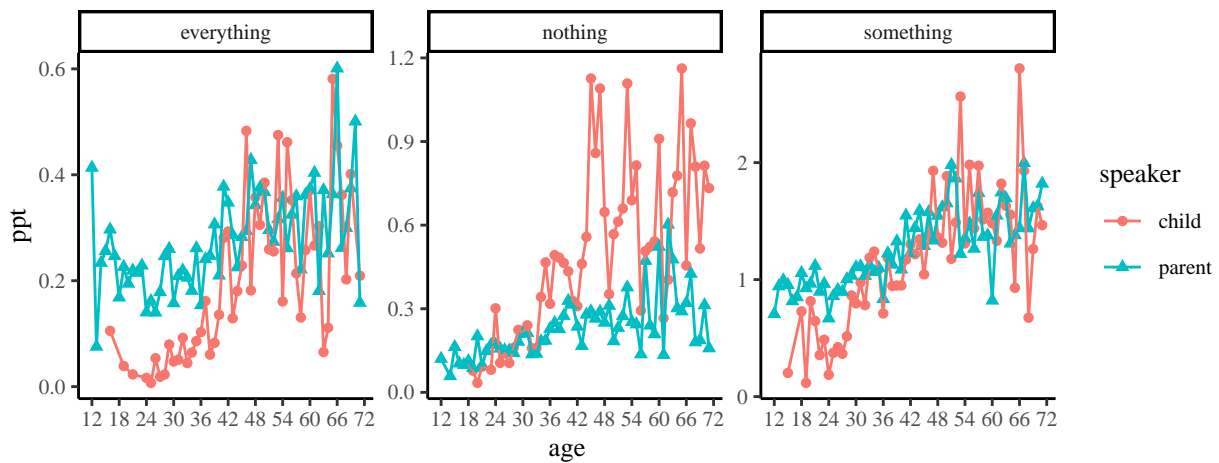 everything
nothing
something
ppt
0.6
0.4
0.2
0.0
1.2
0.9
0.6
0.3
0.0
2
1
0
12 18 24 30 36 42 48 54 60 66 72
12 18 24 30 36 42 48 54 60 66 72
12 18 24 30 36 42 48 54 60 66 72
age
speaker
child
parent